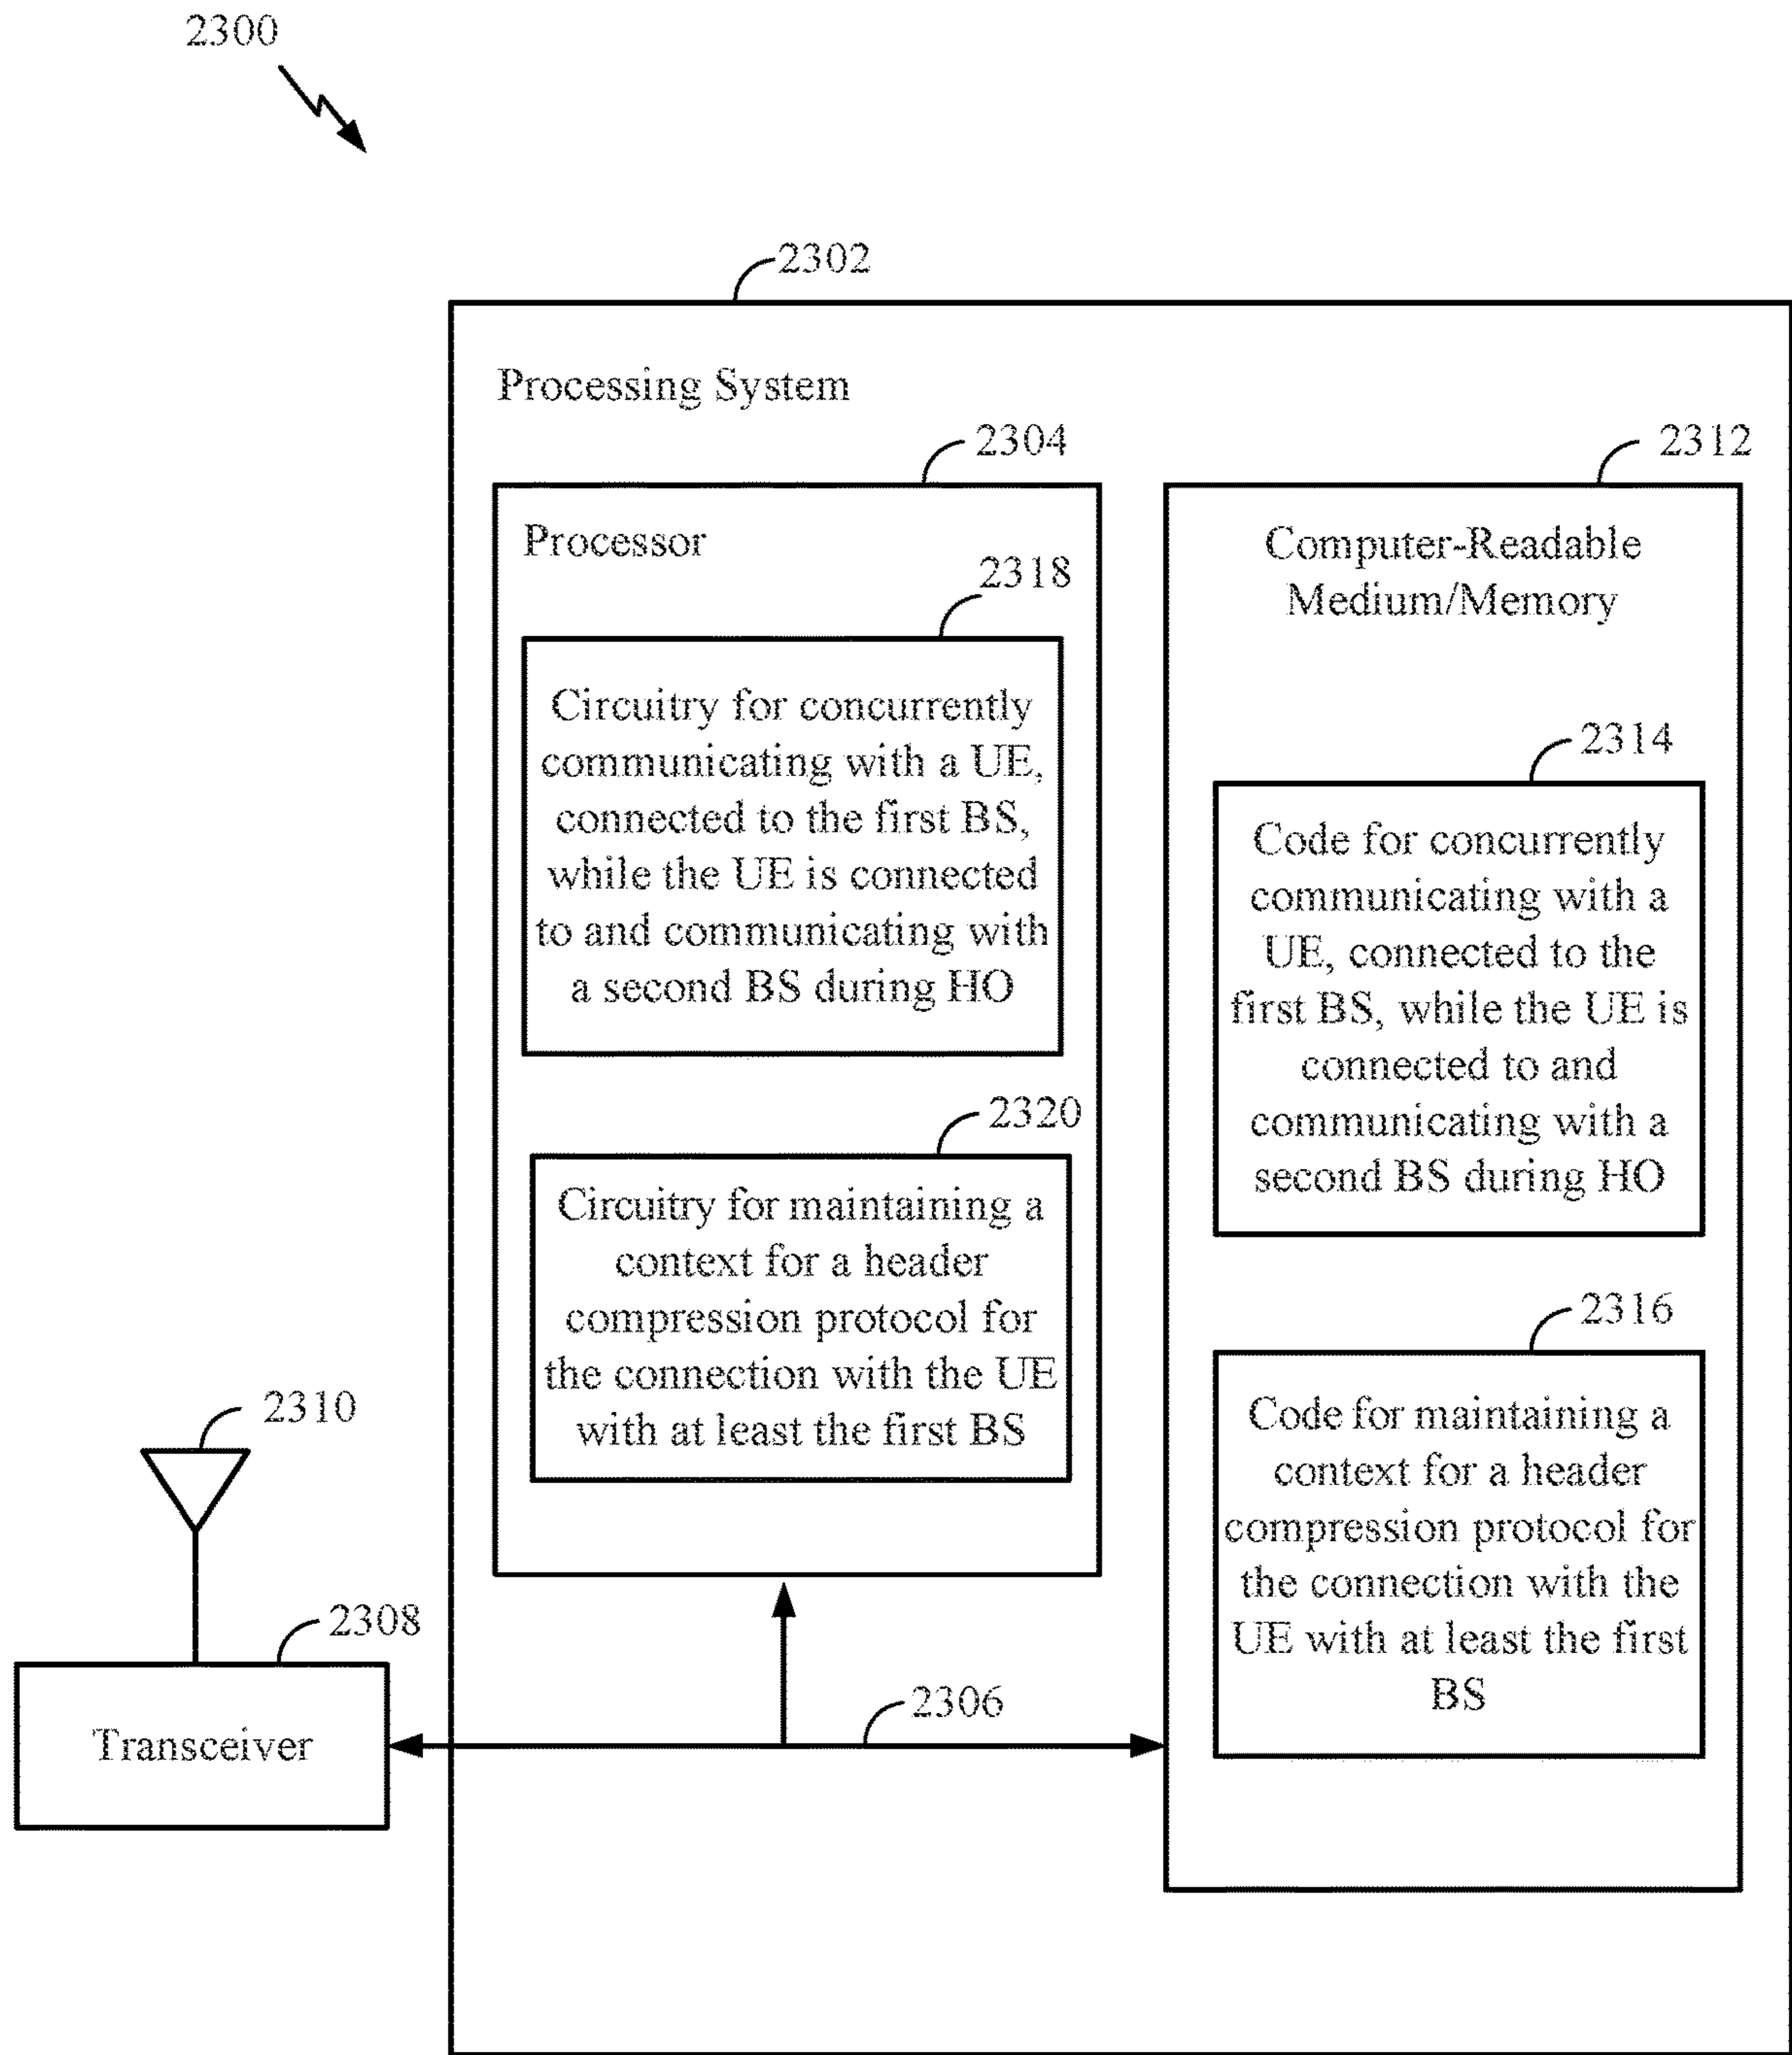 2300
2302
Processing System
2304
Processor
2318
Circuitry for concurrently
communicating with a UE,
connected to the first BS,
while the UE is connected
to and communicating with
a second BS during HO
2320
Circuitry for maintaining a
context for a header
compression protocol for
the connection with the UE
with at least the first BS
2312
Computer-Readable
Medium/Memory
2314
Code for concurrently
communicating with a
UE, connected to the
first BS, while the UE is
connected to and
communicating with a
second BS during HO
2316
Code for maintaining a
context for a header
compression protocol for
the connection with the
UE with at least the first
BS
2310
2308
Transceiver
2306